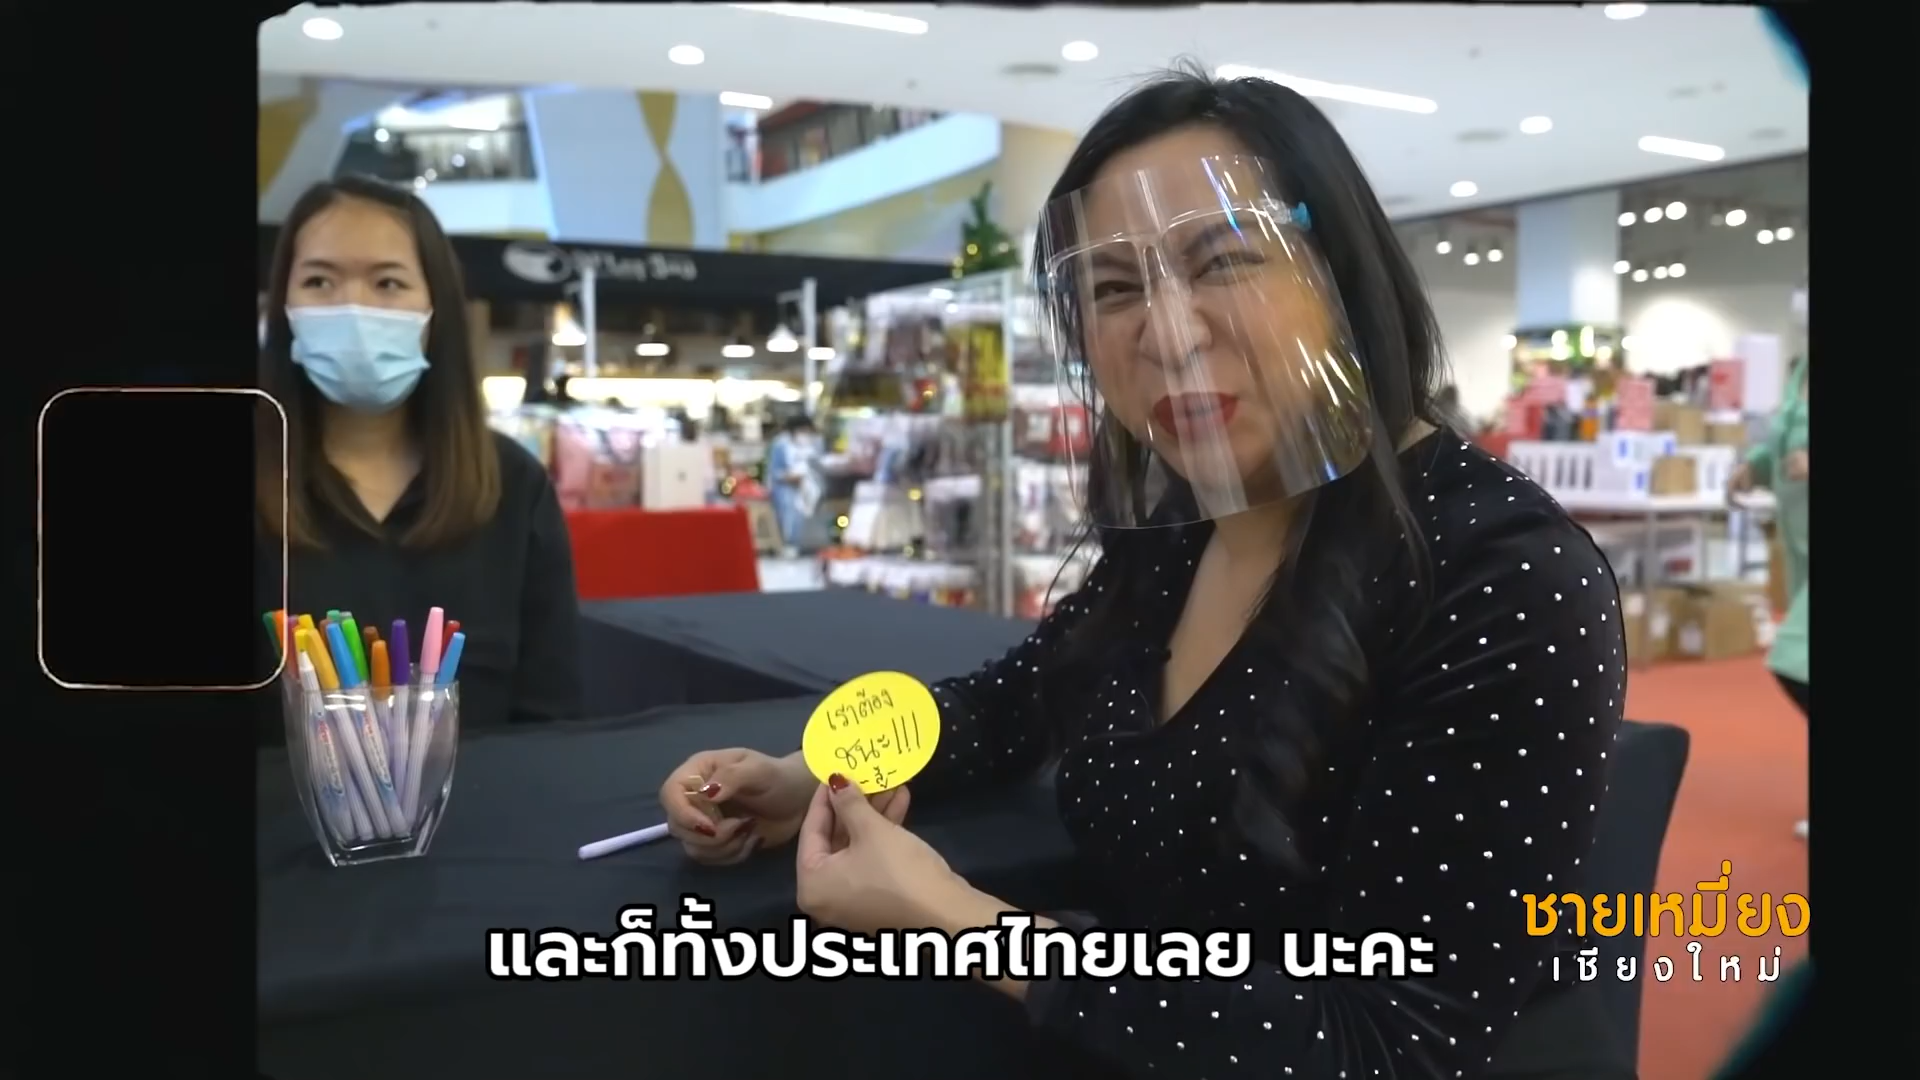 เราต้อง
ชนะ!!!
-สู้-
และก็ทั้งประเทศไทยเลย นะคะ
ชายเหมี่ยง
เชียงใหม่